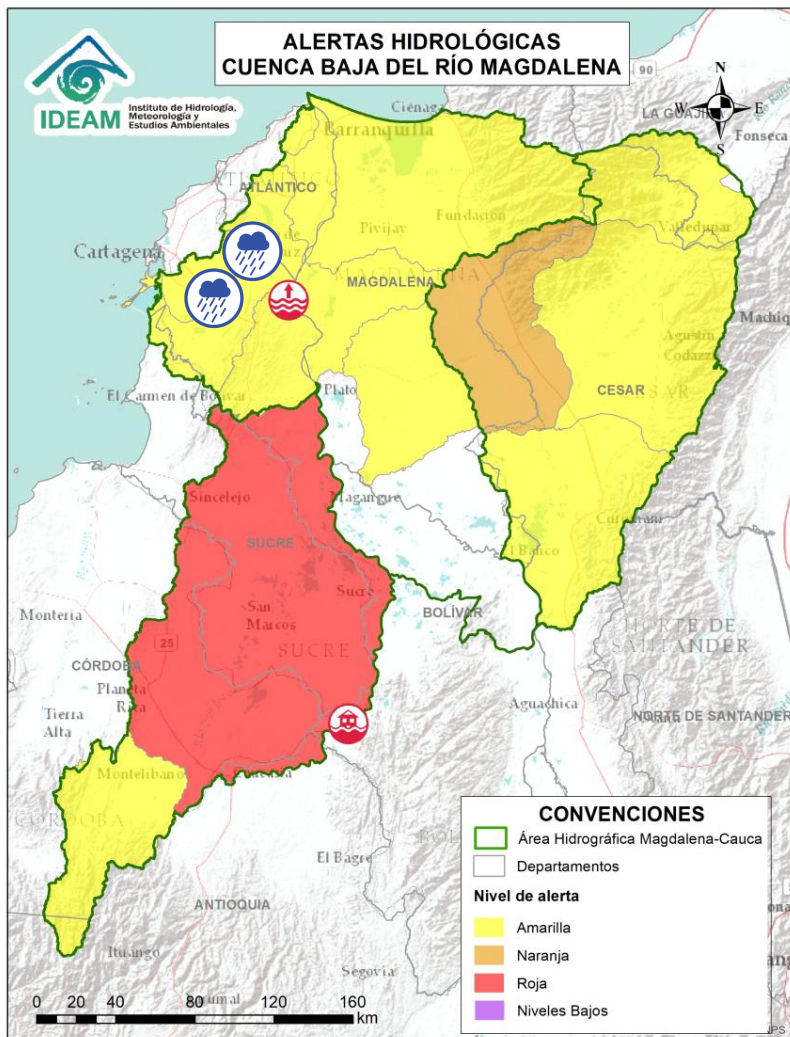 ALERTAS HIDROLÓGICAS
CUENCA BAJA DEL RÍO MAGDALENA
IDEAM
Instituto de Hidrología,
Meteorología y
Estudios Ambientales
N
W E
S
90
Ciénaga
LA GUAJIRA
Fonseca
Barranquilla
ATLÁNTICO
Valledupar
Fundación
Pivijay
Cartagena
MAGDALENA
Machiq
Agustín
Codazzi
CESAR
El Carmen de Bolívar
Plato
Sincelejo
Magangué
Curumaní
El Banco
SUCRE
Sucre
San
Marcos
BOLÍVAR
SUCRE
Montería
25
NORTE DE
SANTANDER
CÓRDOBA
Planeta
Rica
Aguachica
Tierra
Alta
NORTE DE SANTANDER
Montelíbano
CÓRDOBA
El Bagre
ANTIOQUIA
Ituango
Segovia
CONVENCIONES
Área Hidrográfica Magdalena-Cauca
Departamentos
Nivel de alerta
Amarilla
Naranja
Roja
Niveles Bajos
0 20 40 80 120 160
km